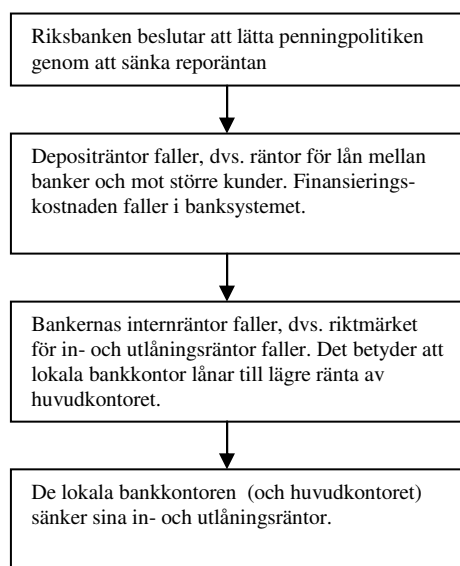 Riksbanken beslutar att lätta penningpolitiken
genom att sänka reporäntan
Depositräntor faller, dvs. räntor för lån mellan
banker och mot större kunder. Finansierings-
kostnaden faller i banksystemet.
Bankernas internräntor faller, dvs. riktmärket
för in- och utlåningsräntor faller. Det betyder att
lokala bankkontor lånar till lägre ränta av
huvudkontoret.
De lokala bankkontoren (och huvudkontoret)
sänker sina in- och utlåningsräntor.